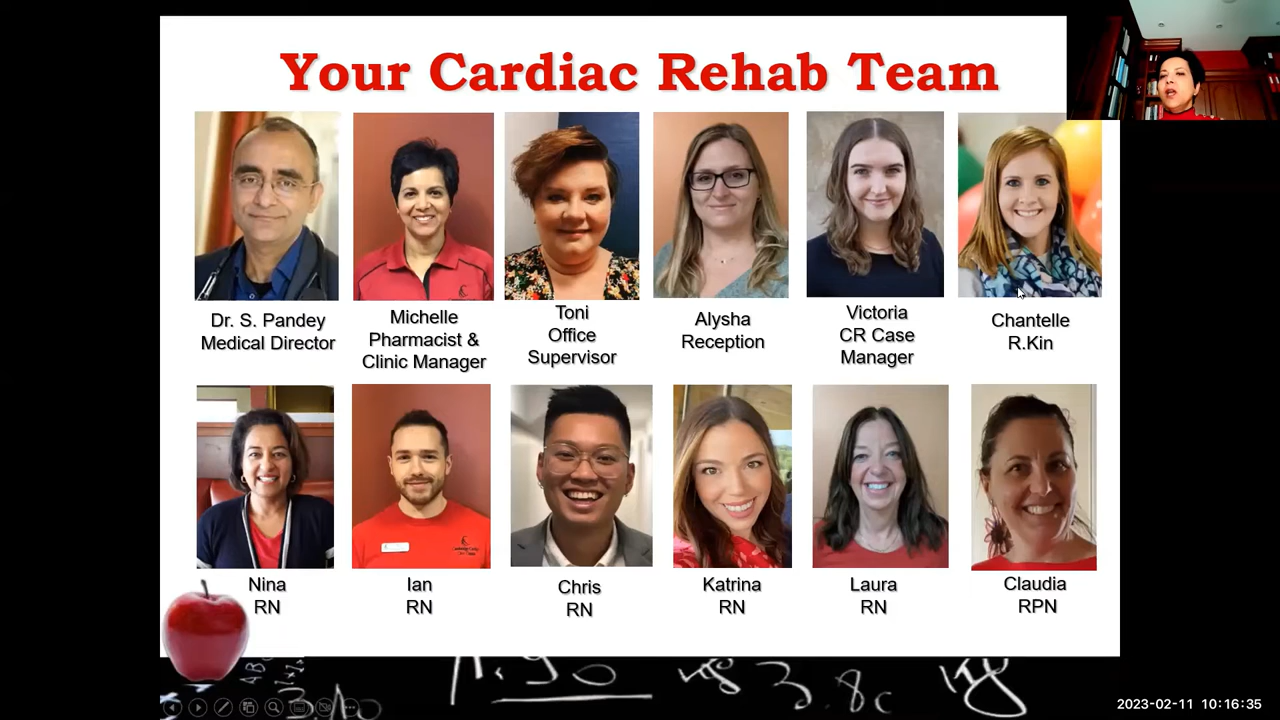 Your Cardiac Rehab Team
Dr. S. Pandey
Medical Director
Michelle
Pharmacist &
Clinic Manager
Toni
Office
Supervisor
Alysha
Reception
Victoria
CR Case
Manager
Chantelle
R.Kin
Nina
RN
Ian
RN
Chris
RN
Katrina
RN
Laura
RN
Claudia
RPN
2023-02-11 10:16:35